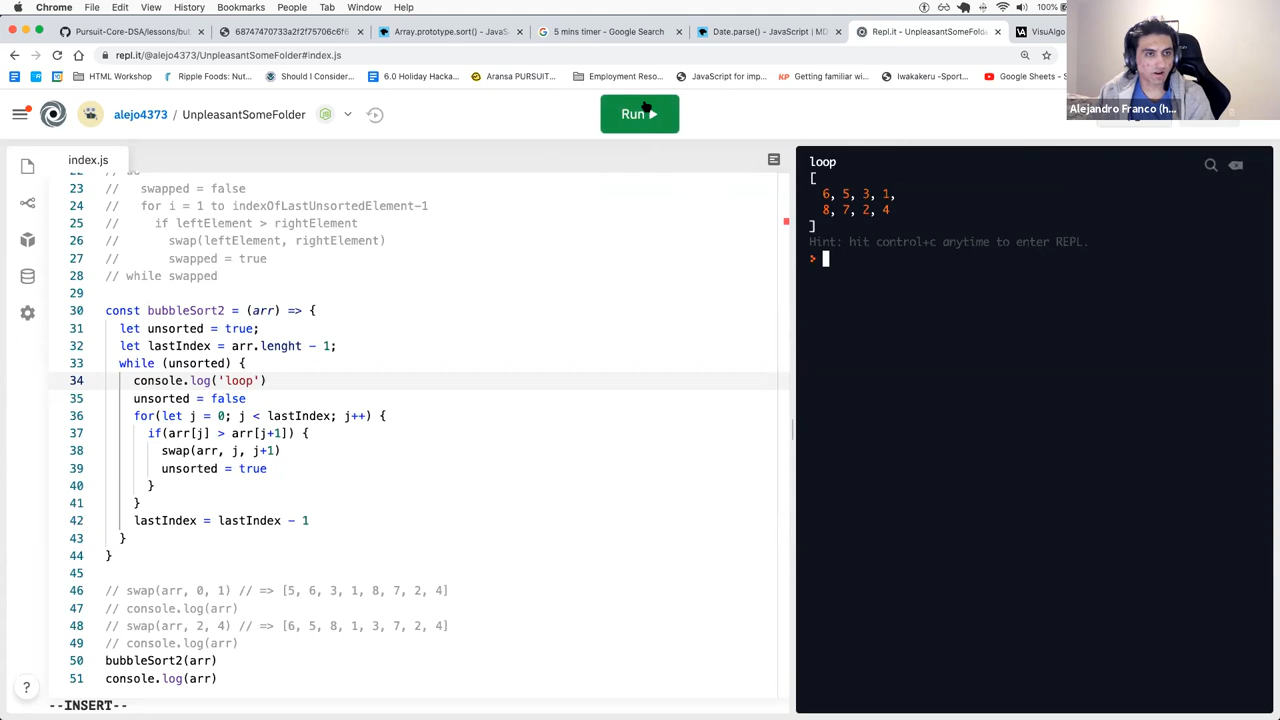 Chrome File Edit View History Bookmarks People Tab Window Help 100%
Pursuit-Core-DSA/lessons/bu
68747470733a2f2f75706c6f6
Array.prototype.sort() - JavaS
5 mins timer - Google Search
Date.parse() - JavaScript | MD
Repl.it - UnpleasantSomeFolde
VisuAlgo
repl.it/@alejo4373/UnpleasantSomeFolder#index.js
HTML Workshop
Ripple Foods: Nut...
Should I Consider...
6.0 Holiday Hacka...
Aransa PURSUIT...
Employment Reso...
JavaScript for imp...
Getting familiar wi...
Iwakakeru -Sport...
Google Sheets - S
Alejandro Franco (h...
alejo4373 / UnpleasantSomeFolder
Run
index.js
23 // swapped = false
24 // for i = 1 to indexOfLastUnsortedElement-1
25 // if leftElement > rightElement
26 // swap(leftElement, rightElement)
27 // swapped = true
28 // while swapped
29
30 const bubbleSort2 = (arr) => {
31 let unsorted = true;
32 let lastIndex = arr.lenght - 1;
33 while (unsorted) {
34 console.log('loop')
35 unsorted = false
36 for(let j = 0; j < lastIndex; j++) {
37 if(arr[j] > arr[j+1]) {
38 swap(arr, j, j+1)
39 unsorted = true
40 }
41 }
42 lastIndex = lastIndex - 1
43 }
44 }
45
46 // swap(arr, 0, 1) // => [5, 6, 3, 1, 8, 7, 2, 4]
47 // console.log(arr)
48 // swap(arr, 2, 4) // => [6, 5, 8, 1, 3, 7, 2, 4]
49 // console.log(arr)
50 bubbleSort2(arr)
51 console.log(arr)
--INSERT--
?
loop
[
6, 5, 3, 1,
8, 7, 2, 4
]
Hint: hit control+c anytime to enter REPL.
>